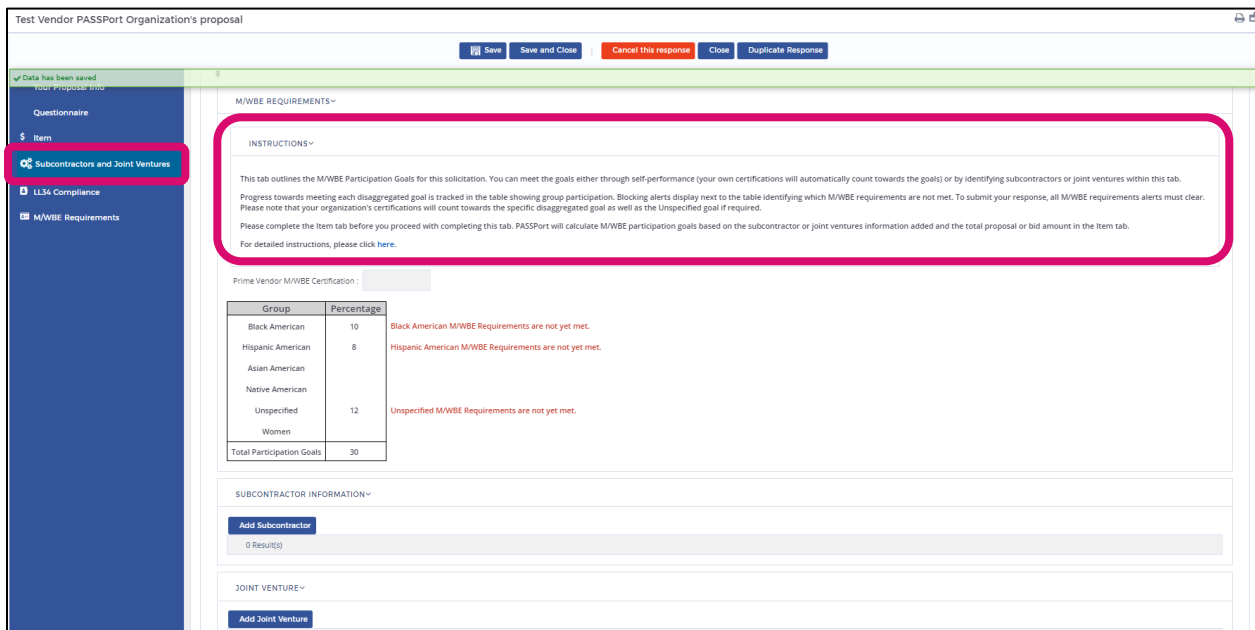 Test Vendor PASSPort Organization's proposal
Save Save and Close Cancel this response Close Duplicate Response
Data has been saved
Your Proposal Info
Questionnaire
$ Item
Subcontractors and Joint Ventures
LL34 Compliance
M/WBE Requirements
M/WBE REQUIREMENTS
INSTRUCTIONS
This tab outlines the M/WBE Participation Goals for this solicitation. You can meet the goals either through self-performance (your own certifications will automatically count towards the goals) or by identifying subcontractors or joint ventures within this tab.
Progress towards meeting each disaggregated goal is tracked in the table showing group participation. Blocking alerts display next to the table identifying which M/WBE requirements are not met. To submit your response, all M/WBE requirements alerts must clear.
Please note that your organization's certifications will count towards the specific disaggregated goal as well as the Unspecified goal if required.
Please complete the Item tab before you proceed with completing this tab. PASSPort will calculate M/WBE participation goals based on the subcontractor or joint ventures information added and the total proposal or bid amount in the Item tab.
For detailed instructions, please click here.
Prime Vendor M/WBE Certification :
Group Percentage
Black American 10 Black American M/WBE Requirements are not yet met.
Hispanic American 8 Hispanic American M/WBE Requirements are not yet met.
Asian American
Native American
Unspecified 12 Unspecified M/WBE Requirements are not yet met.
Women
Total Participation Goals 30
SUBCONTRACTOR INFORMATION
Add Subcontractor
0 Result(s)
JOINT VENTURE
Add Joint Venture